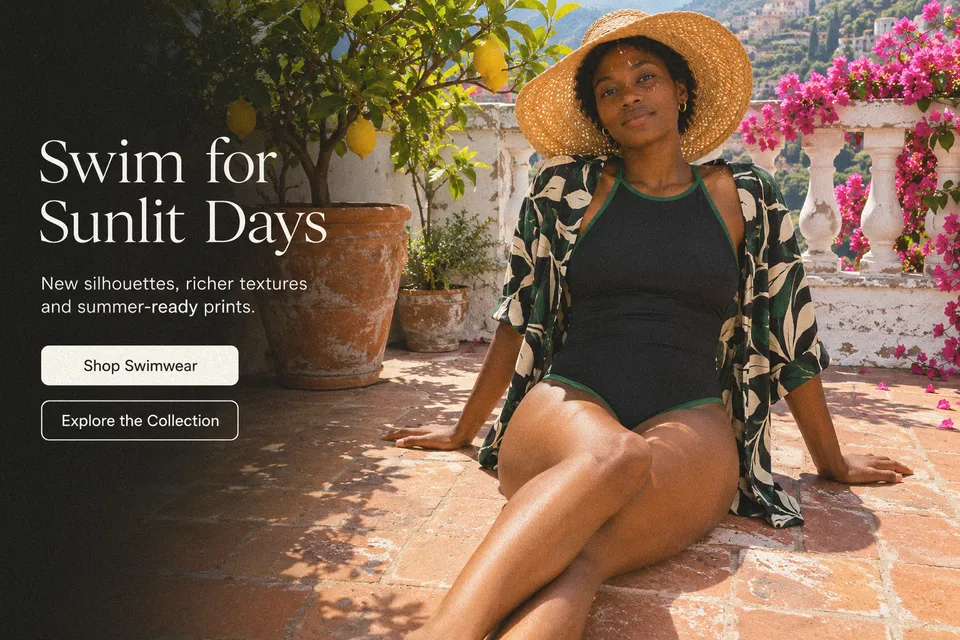 Swim for
Sunlit Days
New silhouettes, richer textures
and summer-ready prints.
Shop Swimwear
Explore the Collection